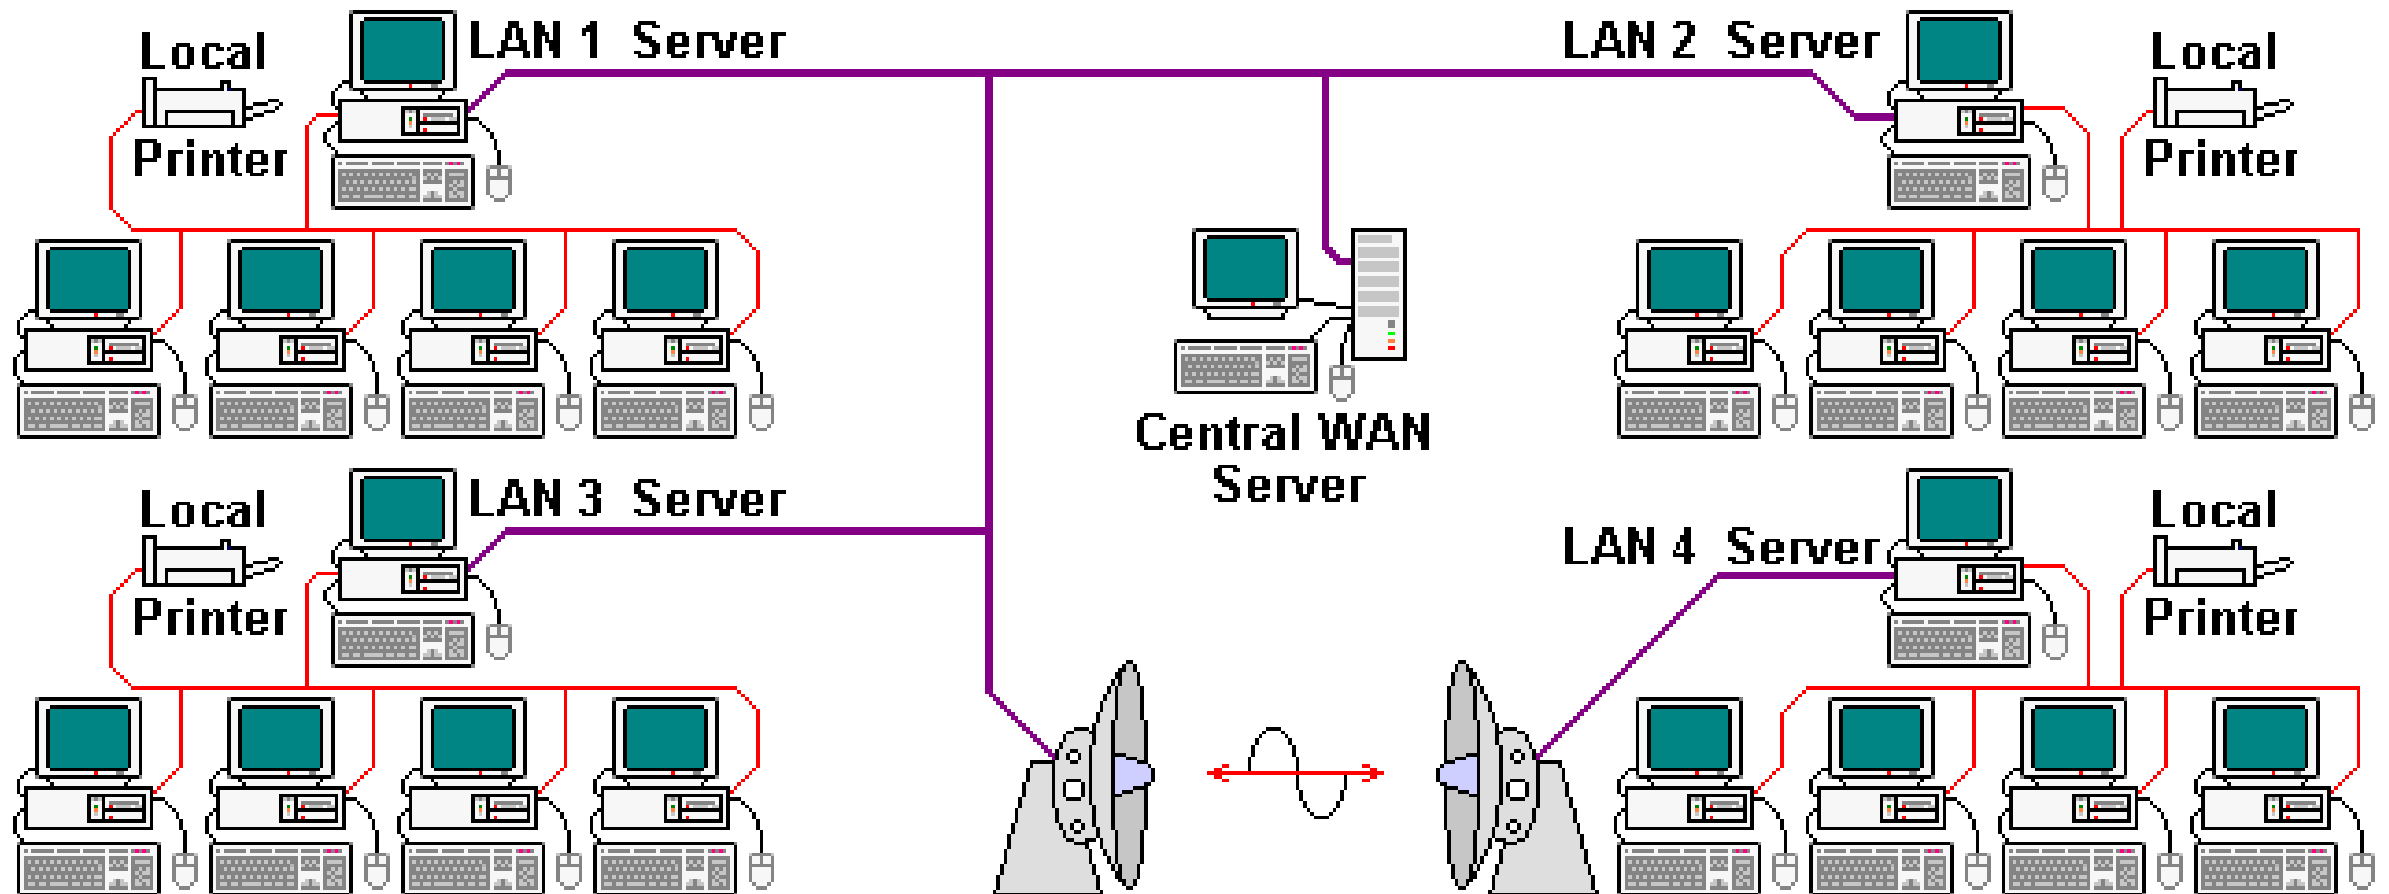 Local
Printer
LAN 1 Server
LAN 2 Server
Local
Printer
Central WAN
Server
Local
Printer
LAN 3 Server
LAN 4 Server
Local
Printer